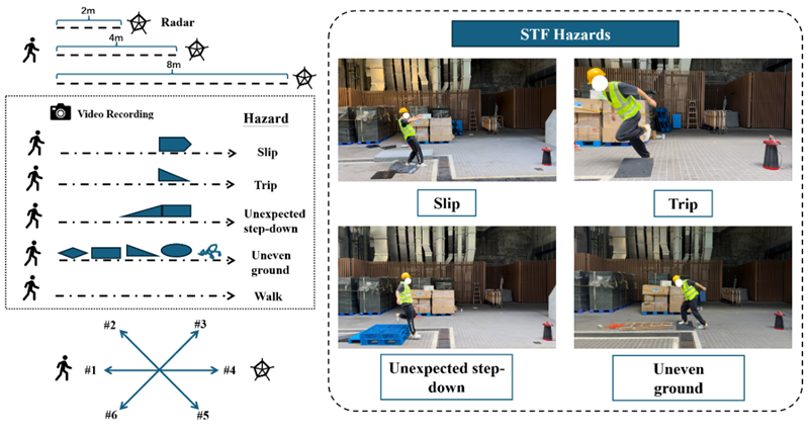 2m
Radar
4m
8m
Video Recording
Hazard
Slip
Trip
Unexpected
step-down
Uneven
ground
Walk
#2
#3
#1
#4
#6
#5
STF Hazards
Slip
Trip
Unexpected step-
down
Uneven
ground